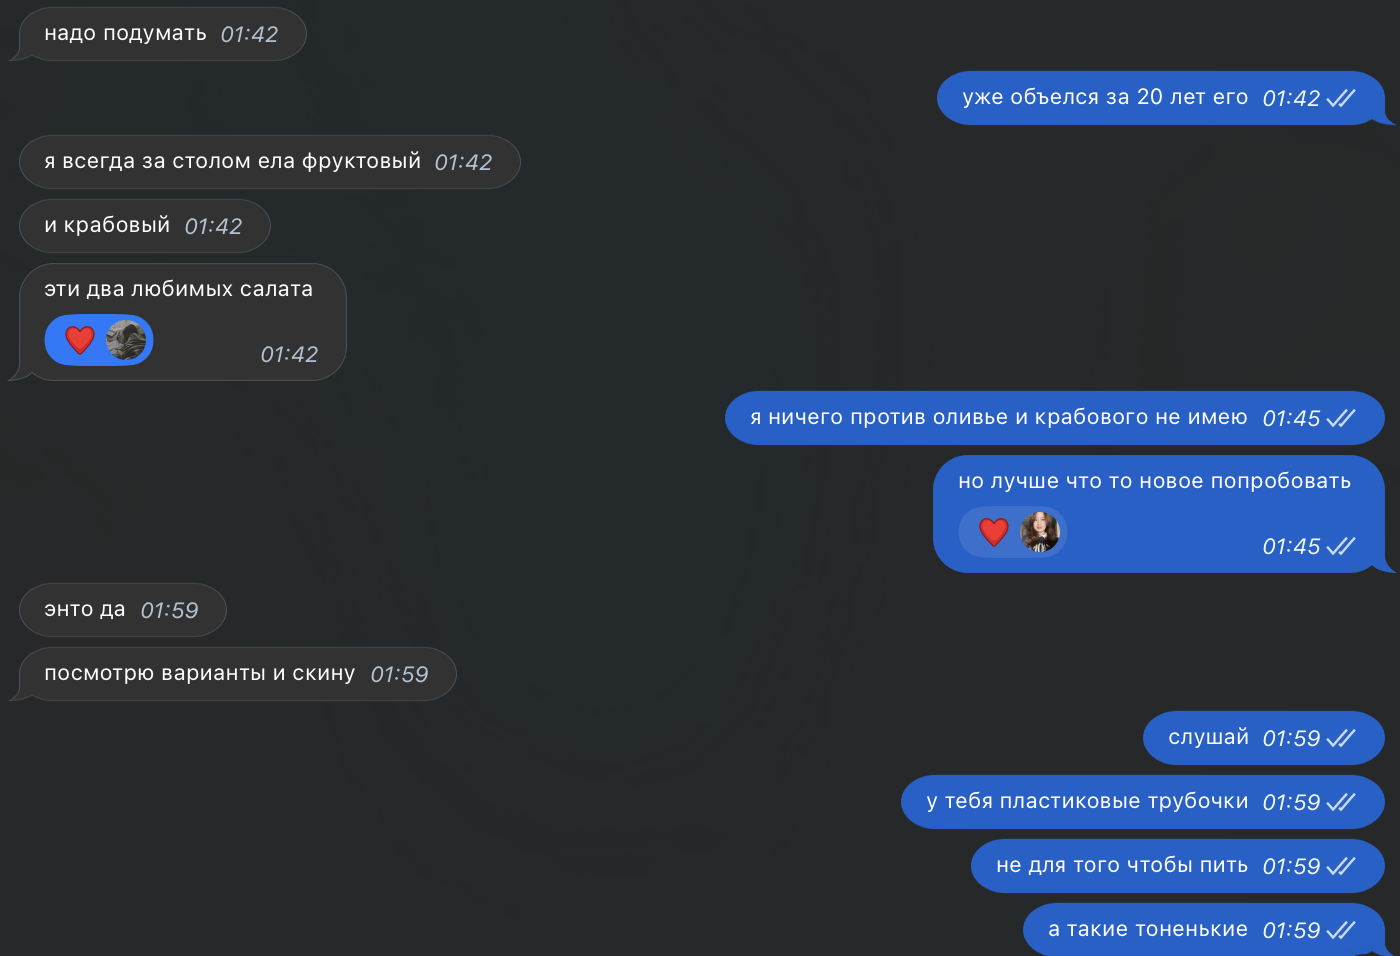 надо подумать 01:42
уже объелся за 20 лет его 01:42
я всегда за столом ела фруктовый 01:42
и крабовый 01:42
эти два любимых салата
01:42
я ничего против оливье и крабового не имею 01:45
но лучше что то новое попробовать
01:45
энто да 01:59
посмотрю варианты и скину 01:59
слушай 01:59
у тебя пластиковые трубочки 01:59
не для того чтобы пить 01:59
а такие тоненькие 01:59